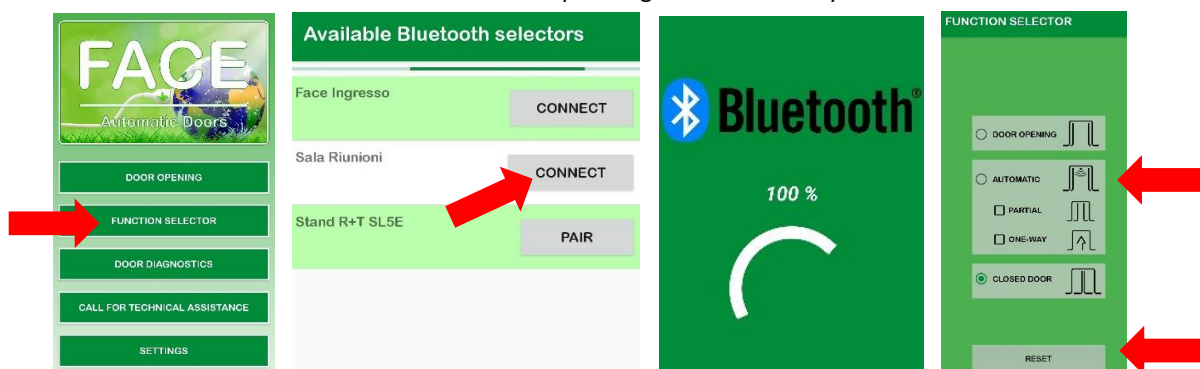 FACE
Automatic Doors
DOOR OPENING
FUNCTION SELECTOR
DOOR DIAGNOSTICS
CALL FOR TECHNICAL ASSISTANCE
SETTINGS
Available Bluetooth selectors
Face Ingresso
CONNECT
Sala Riunioni
CONNECT
Stand R+T SL5E
PAIR
Bluetooth®
100 %
FUNCTION SELECTOR
DOOR OPENING
AUTOMATIC
PARTIAL
ONE-WAY
CLOSED DOOR
RESET